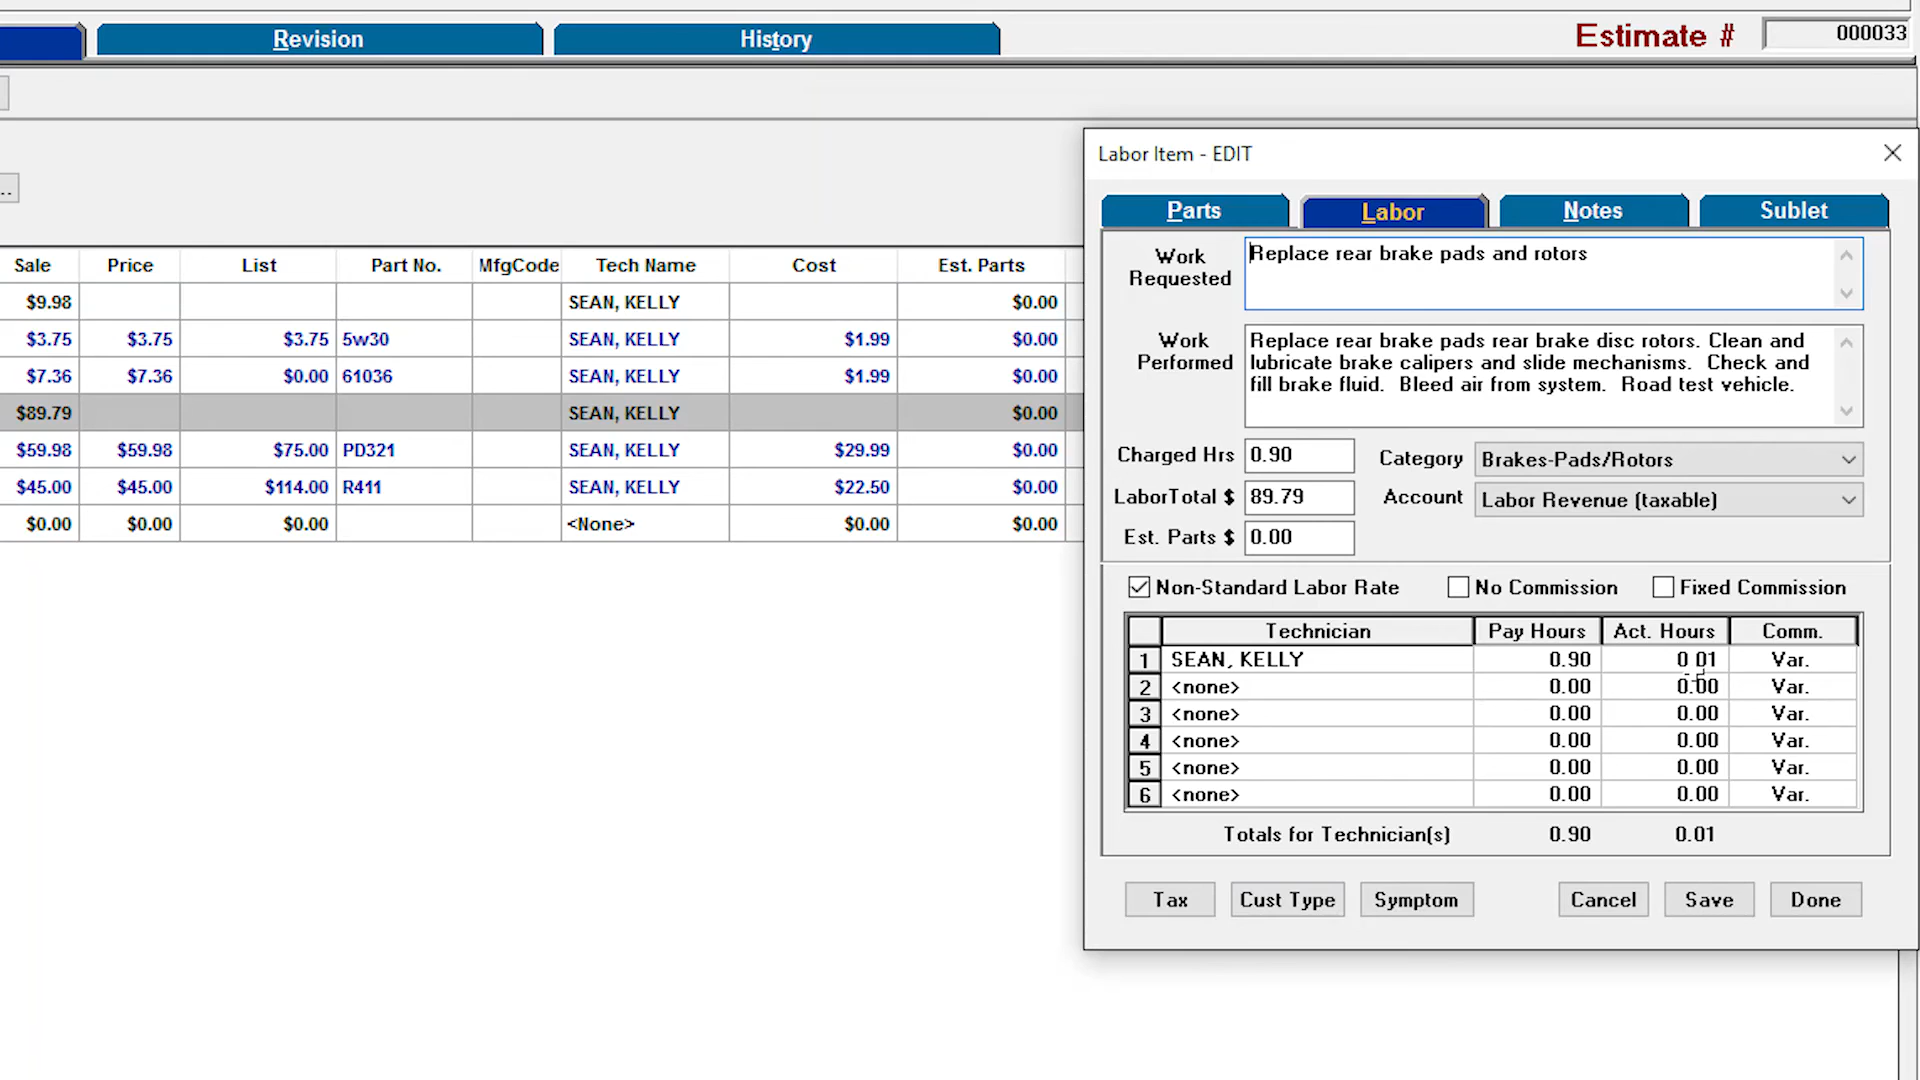 Revision History Estimate # 000033
..
Sale Price List Part No. MfgCode Tech Name Cost Est. Parts
$9.98 SEAN, KELLY $0.00
$3.75 $3.75 $3.75 5w30 SEAN, KELLY $1.99 $0.00
$7.36 $7.36 $0.00 61036 SEAN, KELLY $1.99 $0.00
$89.79 SEAN, KELLY $0.00
$59.98 $59.98 $75.00 PD321 SEAN, KELLY $29.99 $0.00
$45.00 $45.00 $114.00 R411 SEAN, KELLY $22.50 $0.00
$0.00 $0.00 $0.00 <None> $0.00 $0.00
Labor Item - EDIT
Parts Labor Notes Sublet
Work Requested
Replace rear brake pads and rotors
Work Performed
Replace rear brake pads rear brake disc rotors. Clean and
lubricate brake calipers and slide mechanisms. Check and
fill brake fluid. Bleed air from system. Road test vehicle.
Charged Hrs 0.90 Category Brakes-Pads/Rotors
LaborTotal $ 89.79 Account Labor Revenue (taxable)
Est. Parts $ 0.00
Non-Standard Labor Rate No Commission Fixed Commission
Technician Pay Hours Act. Hours Comm.
1 SEAN, KELLY 0.90 0.01 Var.
2 <none> 0.00 0.00 Var.
3 <none> 0.00 0.00 Var.
4 <none> 0.00 0.00 Var.
5 <none> 0.00 0.00 Var.
6 <none> 0.00 0.00 Var.
Totals for Technician(s) 0.90 0.01
Tax Cust Type Symptom Cancel Save Done